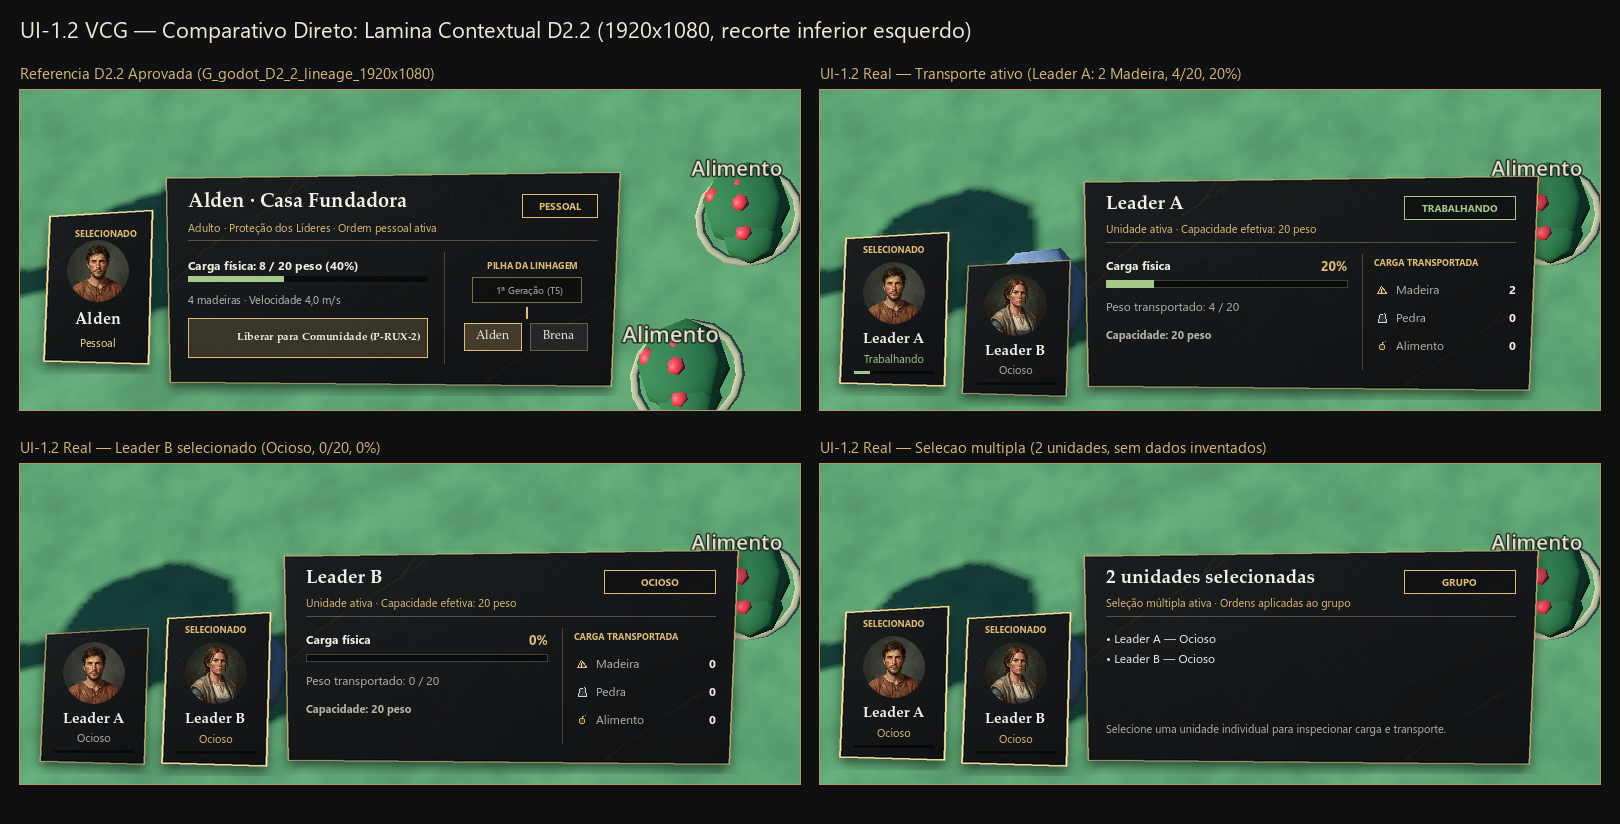 UI-1.2 VCG — Comparativo Direto: Lamina Contextual D2.2 (1920x1080, recorte inferior esquerdo)
Referencia D2.2 Aprovada (G_godot_D2_2_lineage_1920x1080)
Alimento
Alden · Casa Fundadora
PESSOAL
Adulto · Proteção dos Líderes · Ordem pessoal ativa
SELECIONADO
Alden
Pessoal
Carga física: 8 / 20 peso (40%)
4 madeiras · Velocidade 4,0 m/s
Liberar para Comunidade (P-RUX-2)
PILHA DA LINHAGEM
1ª Geração (T5)
Alden
Brena
Alimento
UI-1.2 Real — Transporte ativo (Leader A: 2 Madeira, 4/20, 20%)
Alimento
SELECIONADO
Leader A
Trabalhando
Leader B
Ocioso
Leader A
TRABALHANDO
Unidade ativa · Capacidade efetiva: 20 peso
Carga física
20%
Peso transportado: 4 / 20
Capacidade: 20 peso
CARGA TRANSPORTADA
Madeira
2
Pedra
0
Alimento
0
UI-1.2 Real — Leader B selecionado (Ocioso, 0/20, 0%)
Alimento
Leader A
Ocioso
SELECIONADO
Leader B
Ocioso
Leader B
OCIOSO
Unidade ativa · Capacidade efetiva: 20 peso
Carga física
0%
Peso transportado: 0 / 20
Capacidade: 20 peso
CARGA TRANSPORTADA
Madeira
0
Pedra
0
Alimento
0
UI-1.2 Real — Selecao multipla (2 unidades, sem dados inventados)
Alimento
SELECIONADO
Leader A
Ocioso
SELECIONADO
Leader B
Ocioso
2 unidades selecionadas
GRUPO
Seleção múltipla ativa · Ordens aplicadas ao grupo
• Leader A — Ocioso
• Leader B — Ocioso
Selecione uma unidade individual para inspecionar carga e transporte.